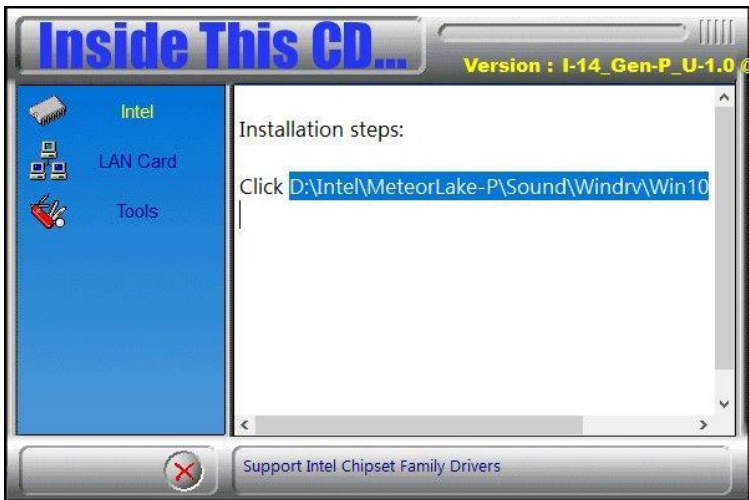 Inside This CD...
Version : I-14_Gen-P_U-1.0
Intel
LAN Card
Tools
Installation steps:
Click D:\Intel\MeteorLake-P\Sound\Windrv\Win10
Support Intel Chipset Family Drivers